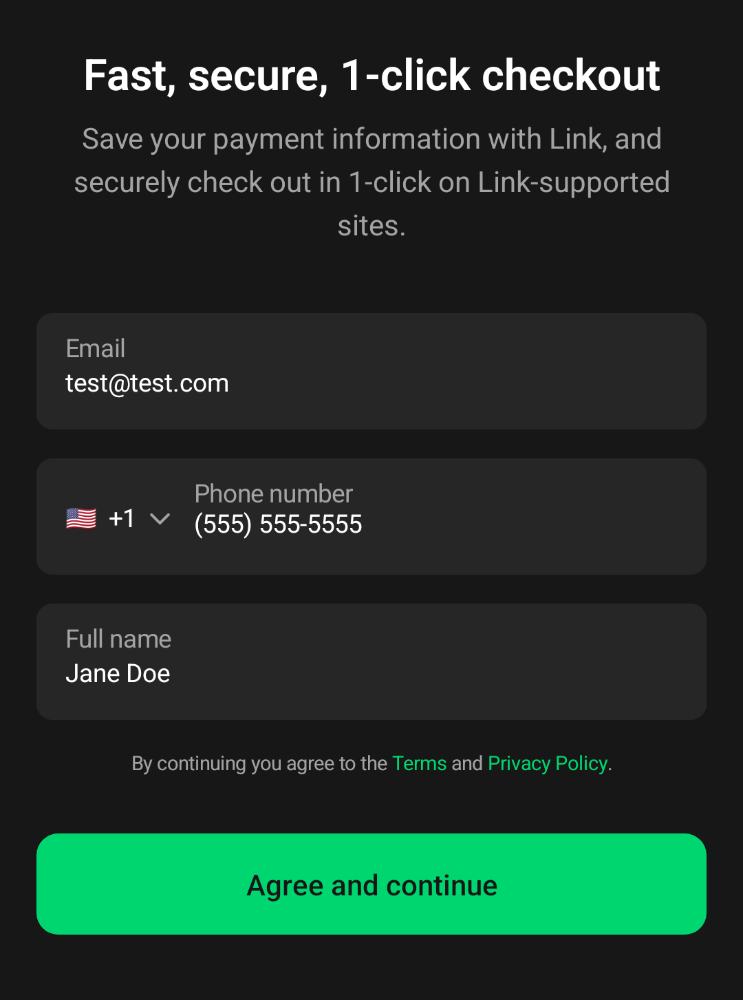 Fast, secure, 1-click checkout
Save your payment information with Link, and
securely check out in 1-click on Link-supported
sites.
Email
test@test.com
Phone number
+1 (555) 555-5555
Full name
Jane Doe
By continuing you agree to the Terms and Privacy Policy.
Agree and continue